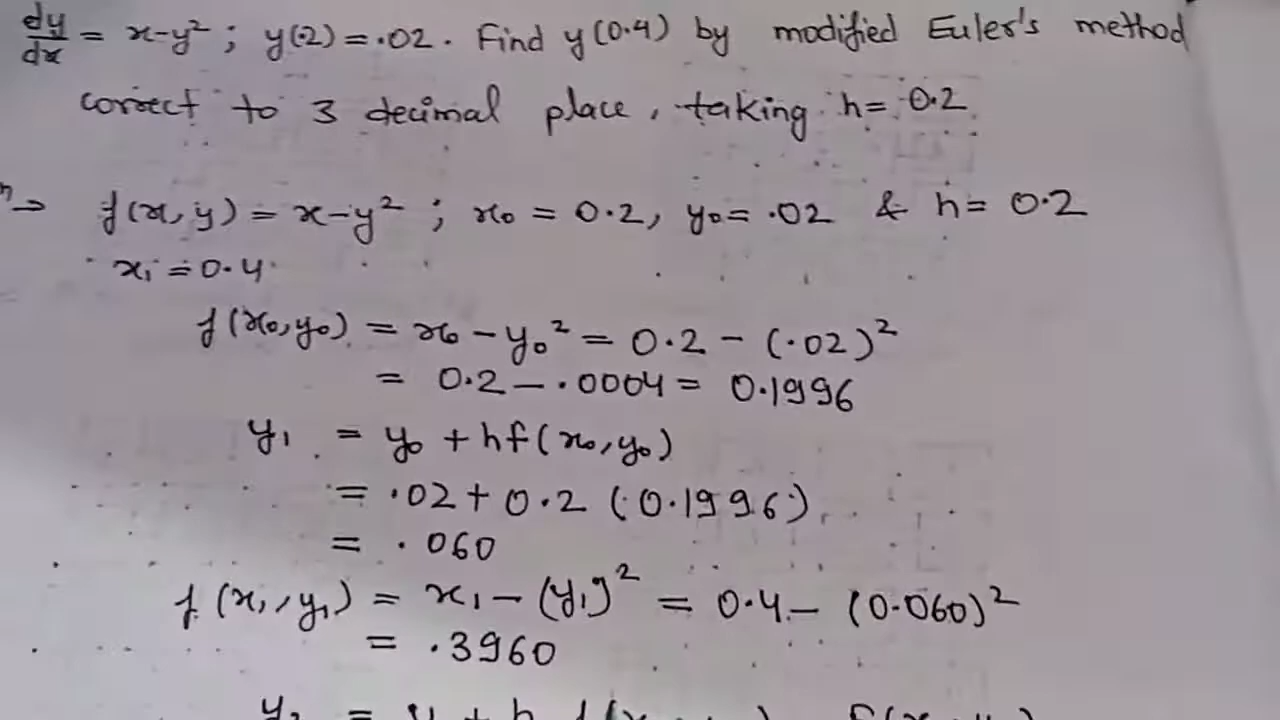 dy/dx = x-y² ; y(.2) = .02 . Find y(0.4) by modified Euler's method
correct to 3 decimal place , taking h= 0.2
⇒ f(x,y) = x-y² ; x₀ = 0.2, y₀= .02 & h= 0.2
x₁ = 0.4
f(x₀,y₀) = x₀ - y₀² = 0.2 - (.02)²
= 0.2 - .0004 = 0.1996
y₁ = y₀ + hf(x₀,y₀)
= .02 + 0.2 (0.1996)
= .060
f(x₁,y₁) = x₁ - (y₁)² = 0.4 - (0.060)²
= .3960